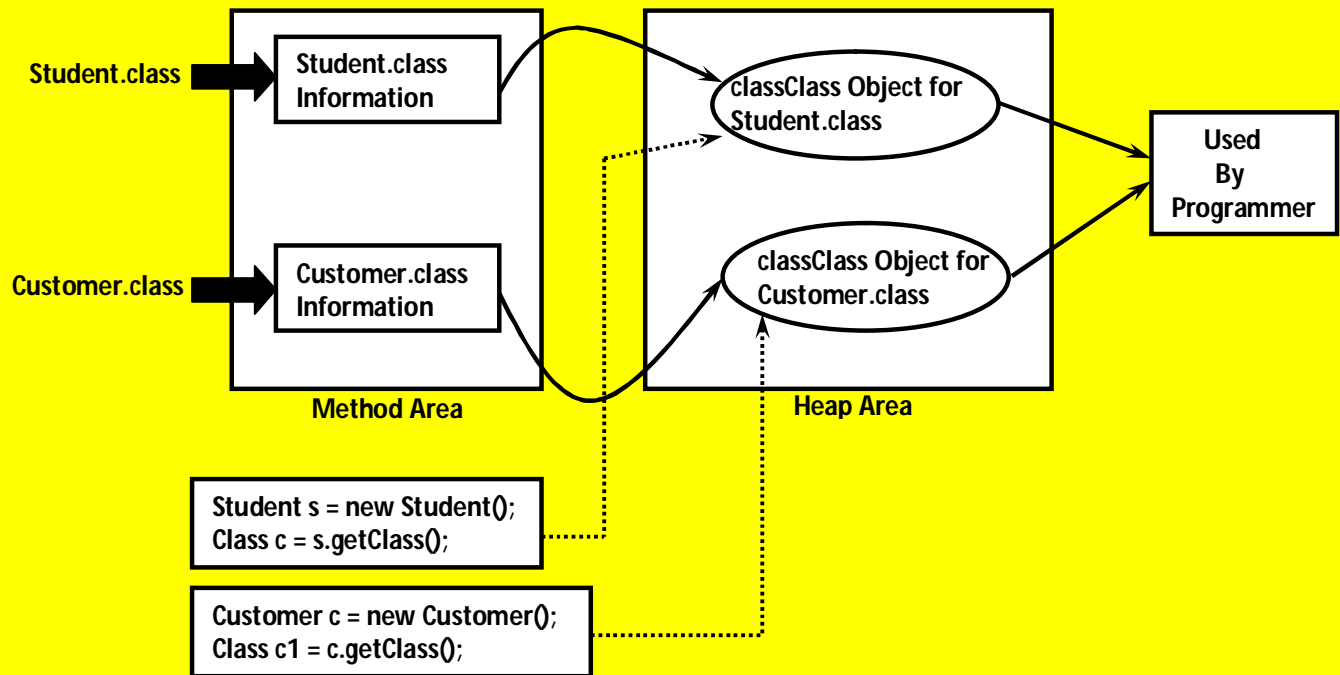 Student.class
Student.class
Information
classClass Object for
Student.class
Used
By
Programmer
Customer.class
Customer.class
Information
classClass Object for
Customer.class
Method Area
Heap Area
Student s = new Student();
Class c = s.getClass();
Customer c = new Customer();
Class c1 = c.getClass();